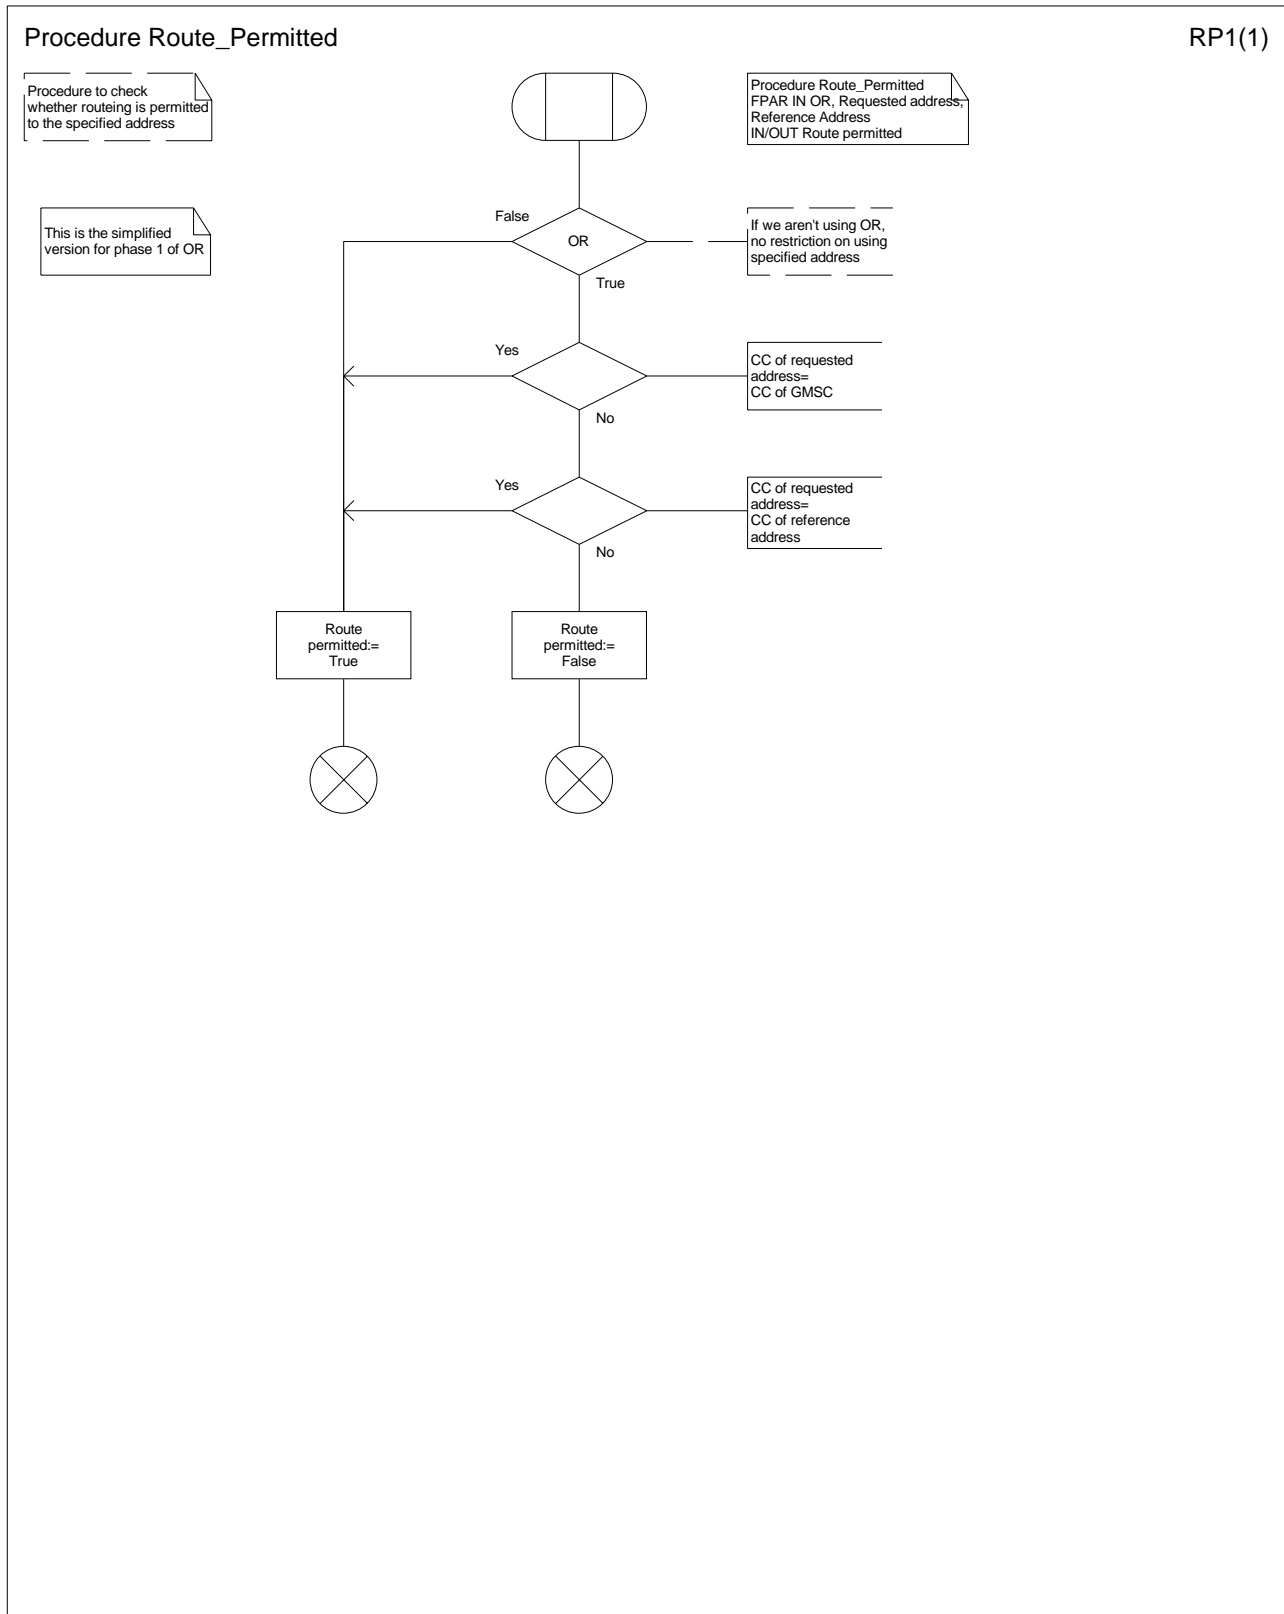 Procedure Route_Permitted
RP1(1)
Procedure to check
whether routeing is permitted
to the specified address
Procedure Route_Permitted
FPAR IN OR, Requested address,
Reference Address
IN/OUT Route permitted
This is the simplified
version for phase 1 of OR
False
OR
True
If we aren't using OR,
no restriction on using
specified address
Yes
No
CC of requested
address=
CC of GMSC
Yes
No
CC of requested
address=
CC of reference
address
Route
permitted:=
True
Route
permitted:=
False